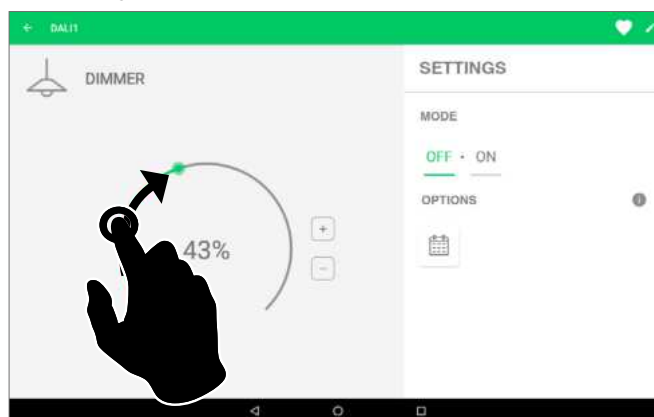 DALI1
DIMMER
43%
+
-
SETTINGS
MODE
OFF · ON
OPTIONS